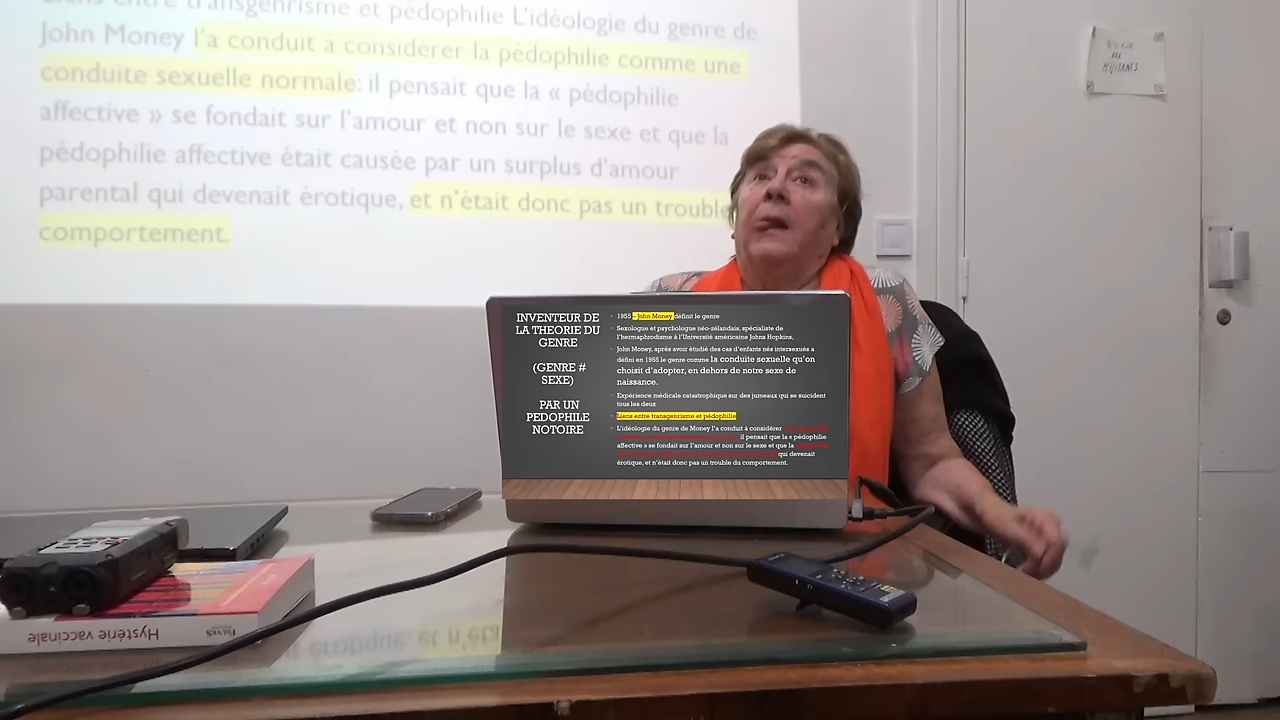 Liens entre transgenrisme et pédophilie L'idéologie du genre de
John Money l'a conduit à considérer la pédophilie comme une
conduite sexuelle normale: il pensait que la « pédophilie
affective » se fondait sur l'amour et non sur le sexe et que la
pédophilie affective était causée par un surplus d'amour
parental qui devenait érotique, et n'était donc pas un trouble
comportement.
INVENTEUR DE
LA THEORIE DU
GENRE
(GENRE #
SEXE)
PAR UN
PEDOPHILE
NOTOIRE
1955 – John Money définit le genre
Sexologue et psychologue néo-zélandais, spécialiste de
l'hermaphrodisme à l'Université américaine Johns Hopkins,
John Money, après avoir étudié des cas d'enfants nés intersexués a
défini en 1955 le genre comme la conduite sexuelle qu'on
choisit d'adopter, en dehors de notre sexe de
naissance.
Expérience médicale catastrophique sur des jumeaux qui se suicident
tous les deux
Liens entre transgenrisme et pédophilie
L'idéologie du genre de Money l'a conduit à considérer
il pensait que la « pédophilie
affective » se fondait sur l'amour et non sur le sexe et que la
qui devenait
érotique, et n'était donc pas un trouble du comportement.
Hystérie vaccinale
FAUVES
érotique, et n'éta